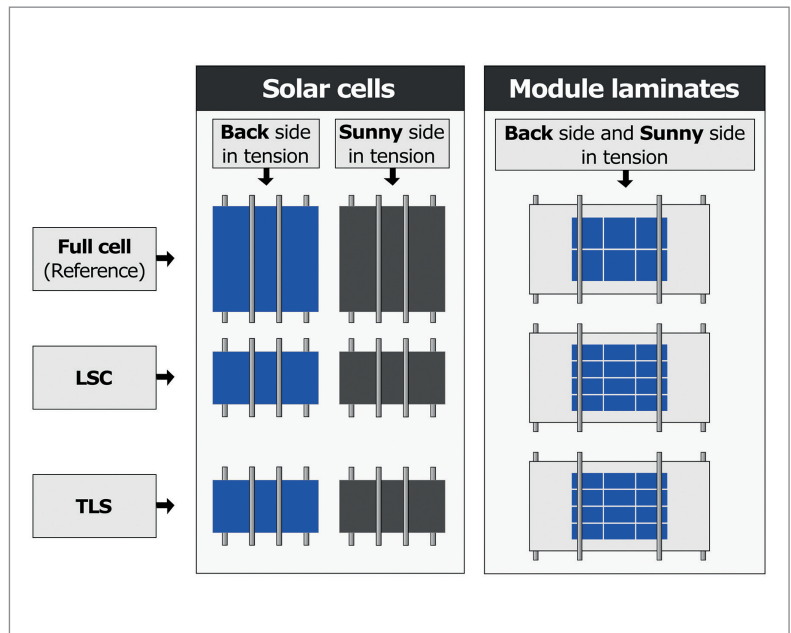 Solar cells
Module laminates
Back side
in tension
Sunny side
in tension
Back side and Sunny side
in tension
Full cell
(Reference)
LSC
TLS